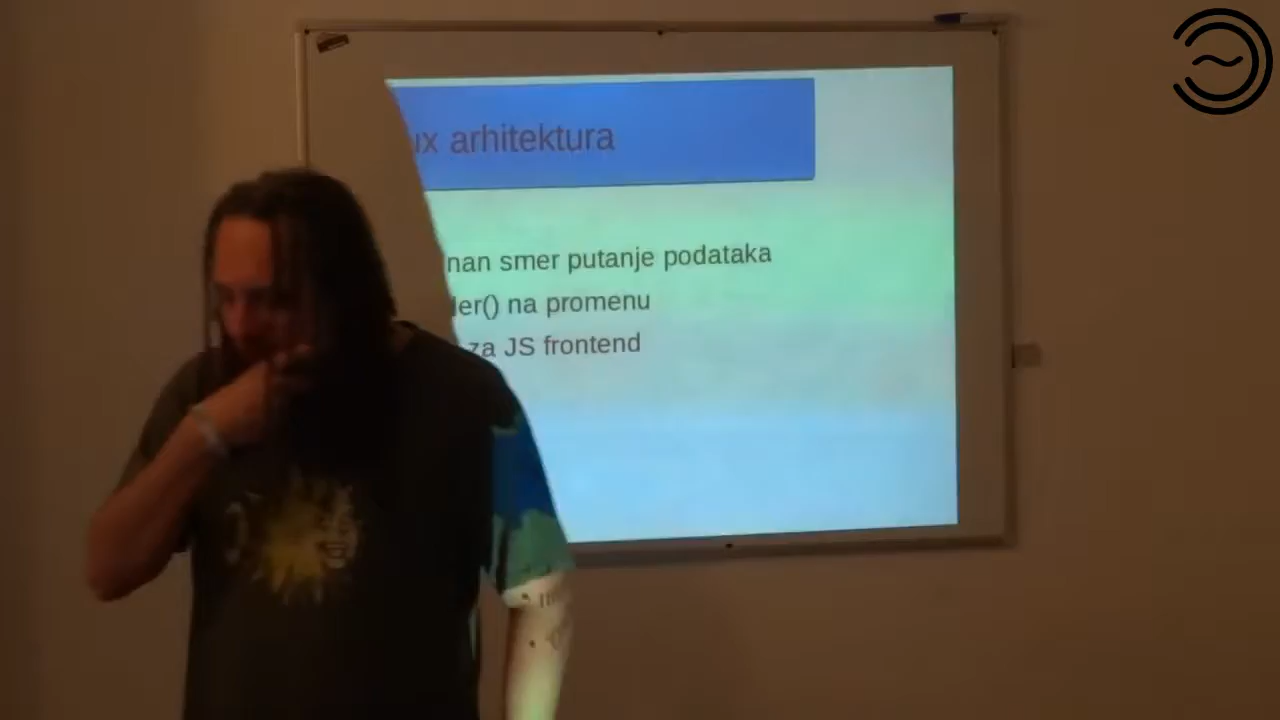 ux arhitektura
nan smer putanje podataka
der() na promenu
za JS frontend